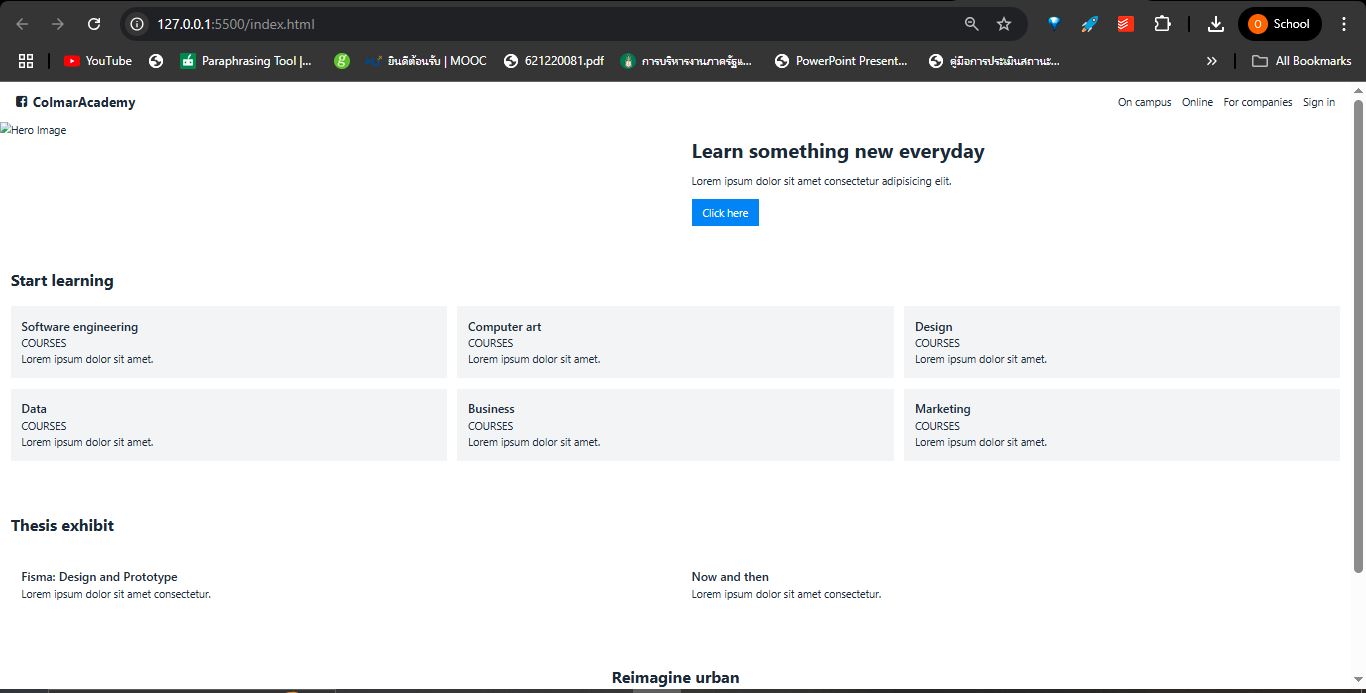 127.0.0.1:5500/index.html
School
YouTube
Paraphrasing Tool |...
ยินดีต้อนรับ | MOOC
621220081.pdf
การบริหารงานภาครัฐแ...
PowerPoint Present...
คู่มือการประเมินสถานะ...
All Bookmarks
ColmarAcademy
On campus Online For companies Sign in
Hero Image
Learn something new everyday
Lorem ipsum dolor sit amet consectetur adipisicing elit.
Click here
Start learning
Software engineering
COURSES
Lorem ipsum dolor sit amet.
Computer art
COURSES
Lorem ipsum dolor sit amet.
Design
COURSES
Lorem ipsum dolor sit amet.
Data
COURSES
Lorem ipsum dolor sit amet.
Business
COURSES
Lorem ipsum dolor sit amet.
Marketing
COURSES
Lorem ipsum dolor sit amet.
Thesis exhibit
Fisma: Design and Prototype
Lorem ipsum dolor sit amet consectetur.
Now and then
Lorem ipsum dolor sit amet consectetur.
Reimagine urban